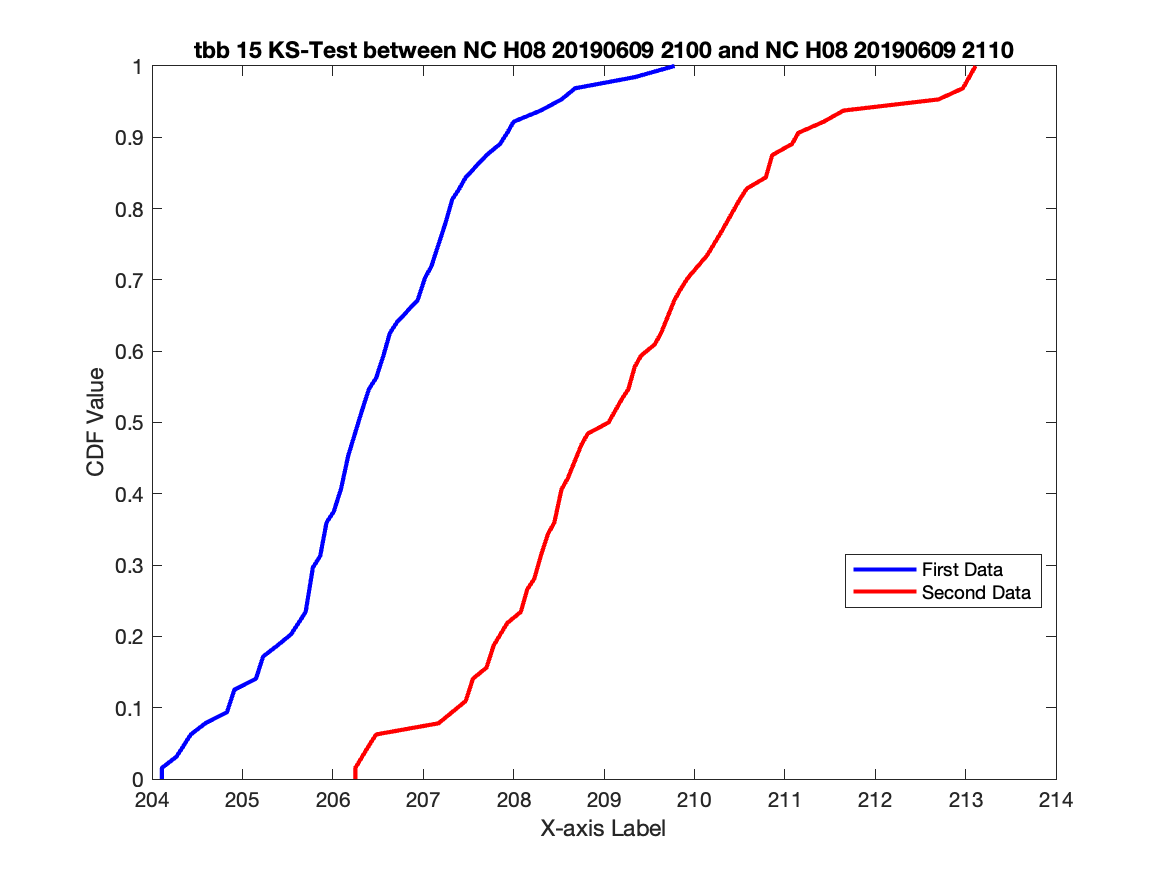 tbb 15 KS-Test between NC H08 20190609 2100 and NC H08 20190609 2110
1
0.9
0.8
0.7
0.6
0.5
0.4
0.3
0.2
0.1
0
CDF Value
First Data
Second Data
204 205 206 207 208 209 210 211 212 213 214
X-axis Label